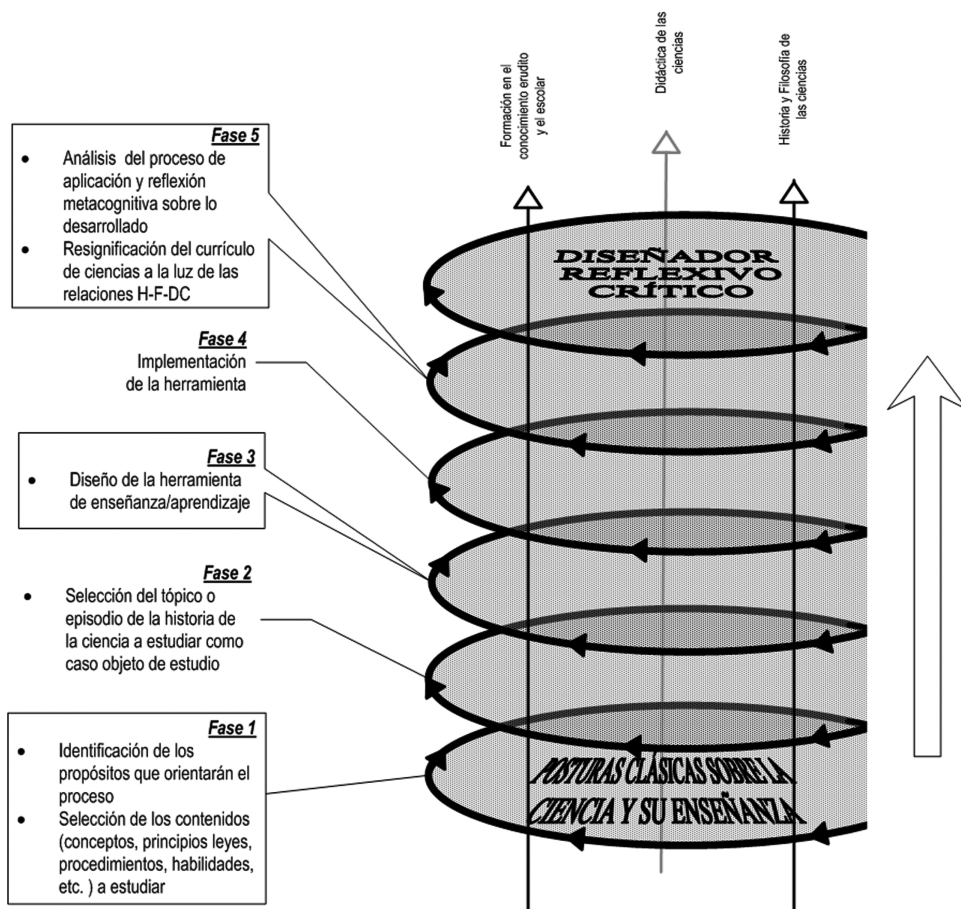 Formación en el
conocimiento erudito
y el escolar
Didáctica de las
ciencias
Historia y Filosofía de
las ciencias
Fase 5
• Análisis del proceso de
aplicación y reflexión
metacognitiva sobre lo
desarrollado
• Resignificación del currículo
de ciencias a la luz de las
relaciones H-F-DC
DISEÑADOR
REFLEXIVO
CRÍTICO
Fase 4
Implementación
de la herramienta
Fase 3
• Diseño de la herramienta
de enseñanza/aprendizaje
Fase 2
• Selección del tópico o
episodio de la historia de
la ciencia a estudiar como
caso objeto de estudio
Fase 1
• Identificación de los
propósitos que orientarán el
proceso
• Selección de los contenidos
(conceptos, principios leyes,
procedimientos, habilidades,
etc. ) a estudiar
POSTURAS CLÁSICAS SOBRE LA
CIENCIA Y SU ENSEÑANZA